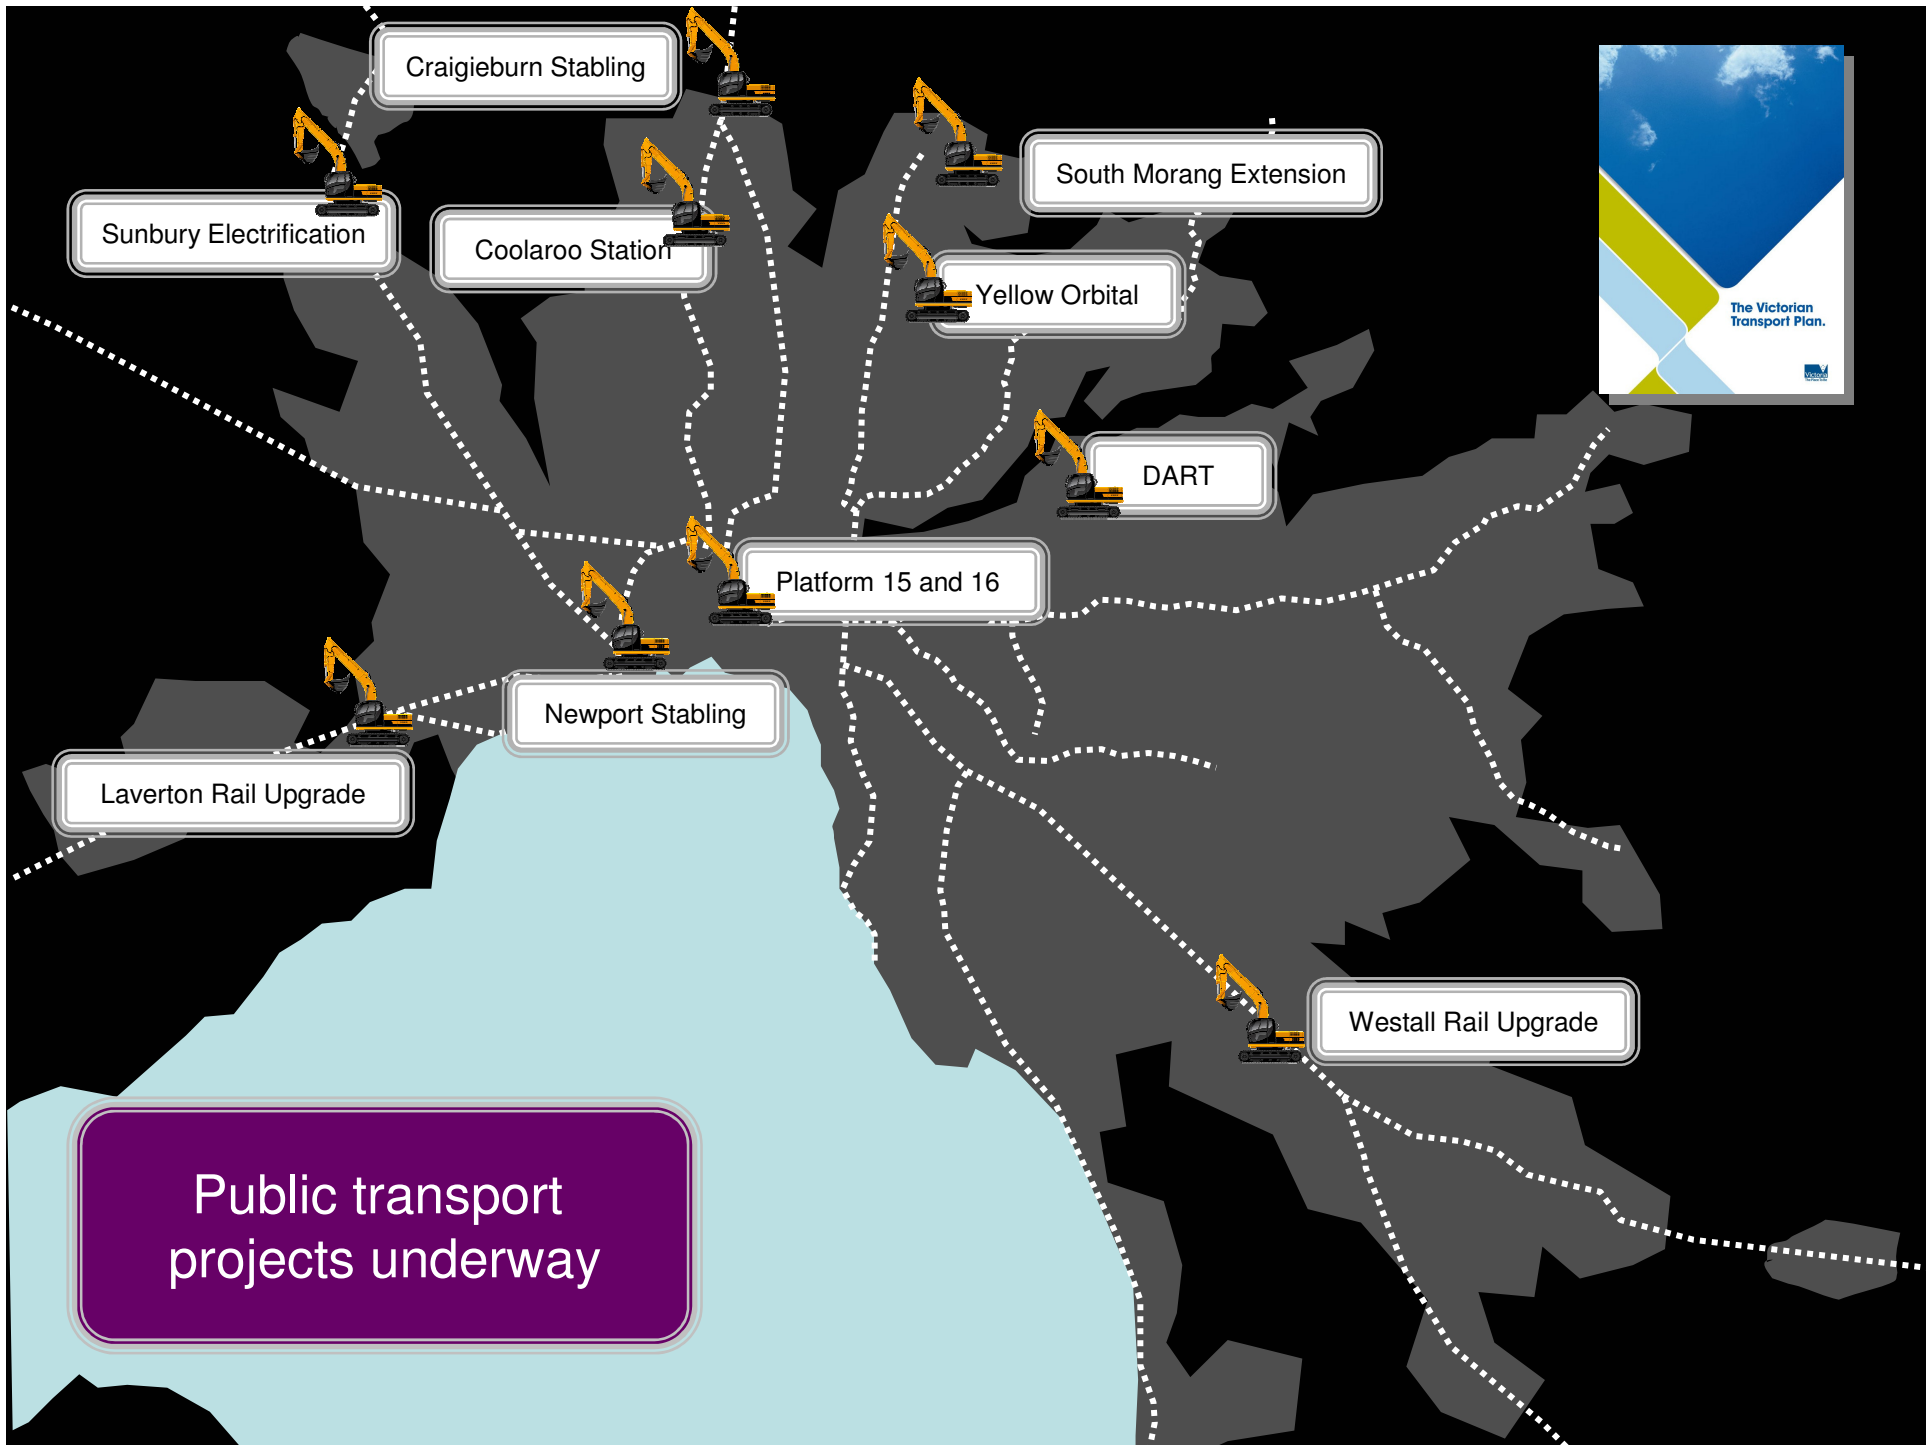 Craigieburn Stabling
South Morang Extension
Sunbury Electrification
Coolaroo Station
Yellow Orbital
The Victorian
Transport Plan.
Victoria
DART
Platform 15 and 16
Newport Stabling
Laverton Rail Upgrade
Westall Rail Upgrade
Public transport
projects underway